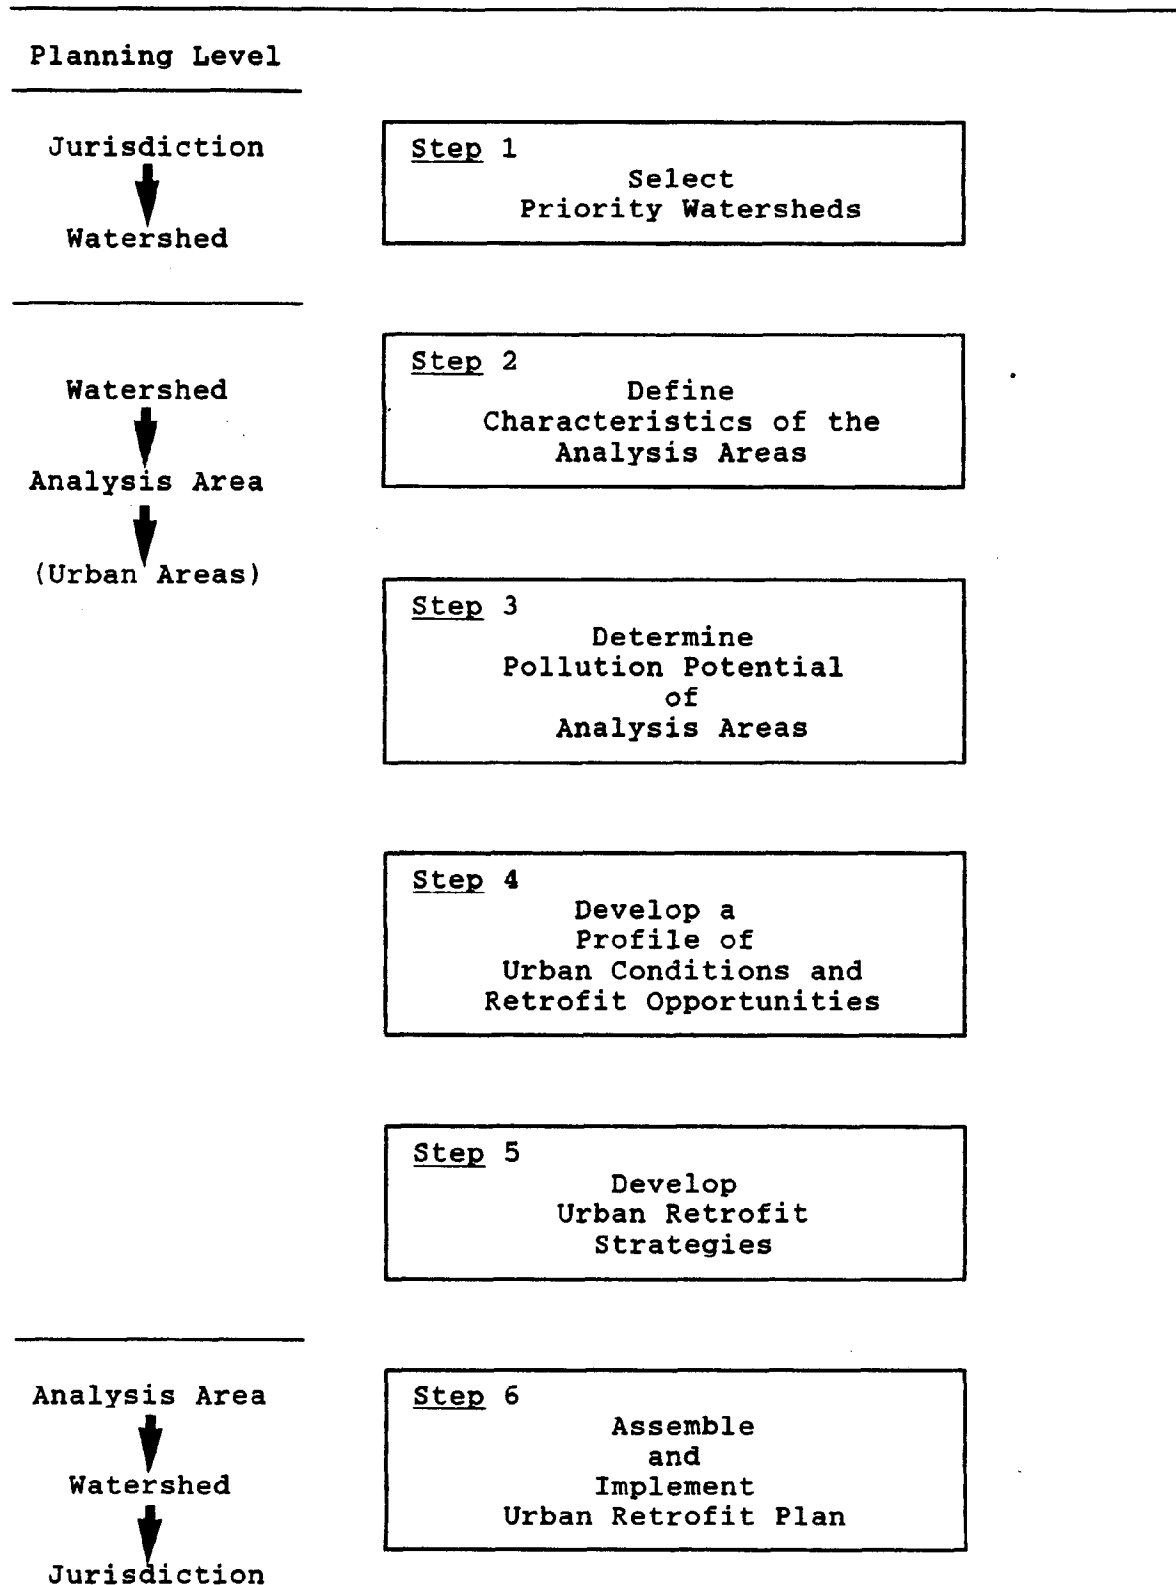 Planning Level
Jurisdiction
Watershed
Step 1
Select
Priority Watersheds
Watershed
Analysis Area
(Urban Areas)
Step 2
Define
Characteristics of the
Analysis Areas
Step 3
Determine
Pollution Potential
of
Analysis Areas
Step 4
Develop a
Profile of
Urban Conditions and
Retrofit Opportunities
Step 5
Develop
Urban Retrofit
Strategies
Analysis Area
Watershed
Jurisdiction
Step 6
Assemble
and
Implement
Urban Retrofit Plan